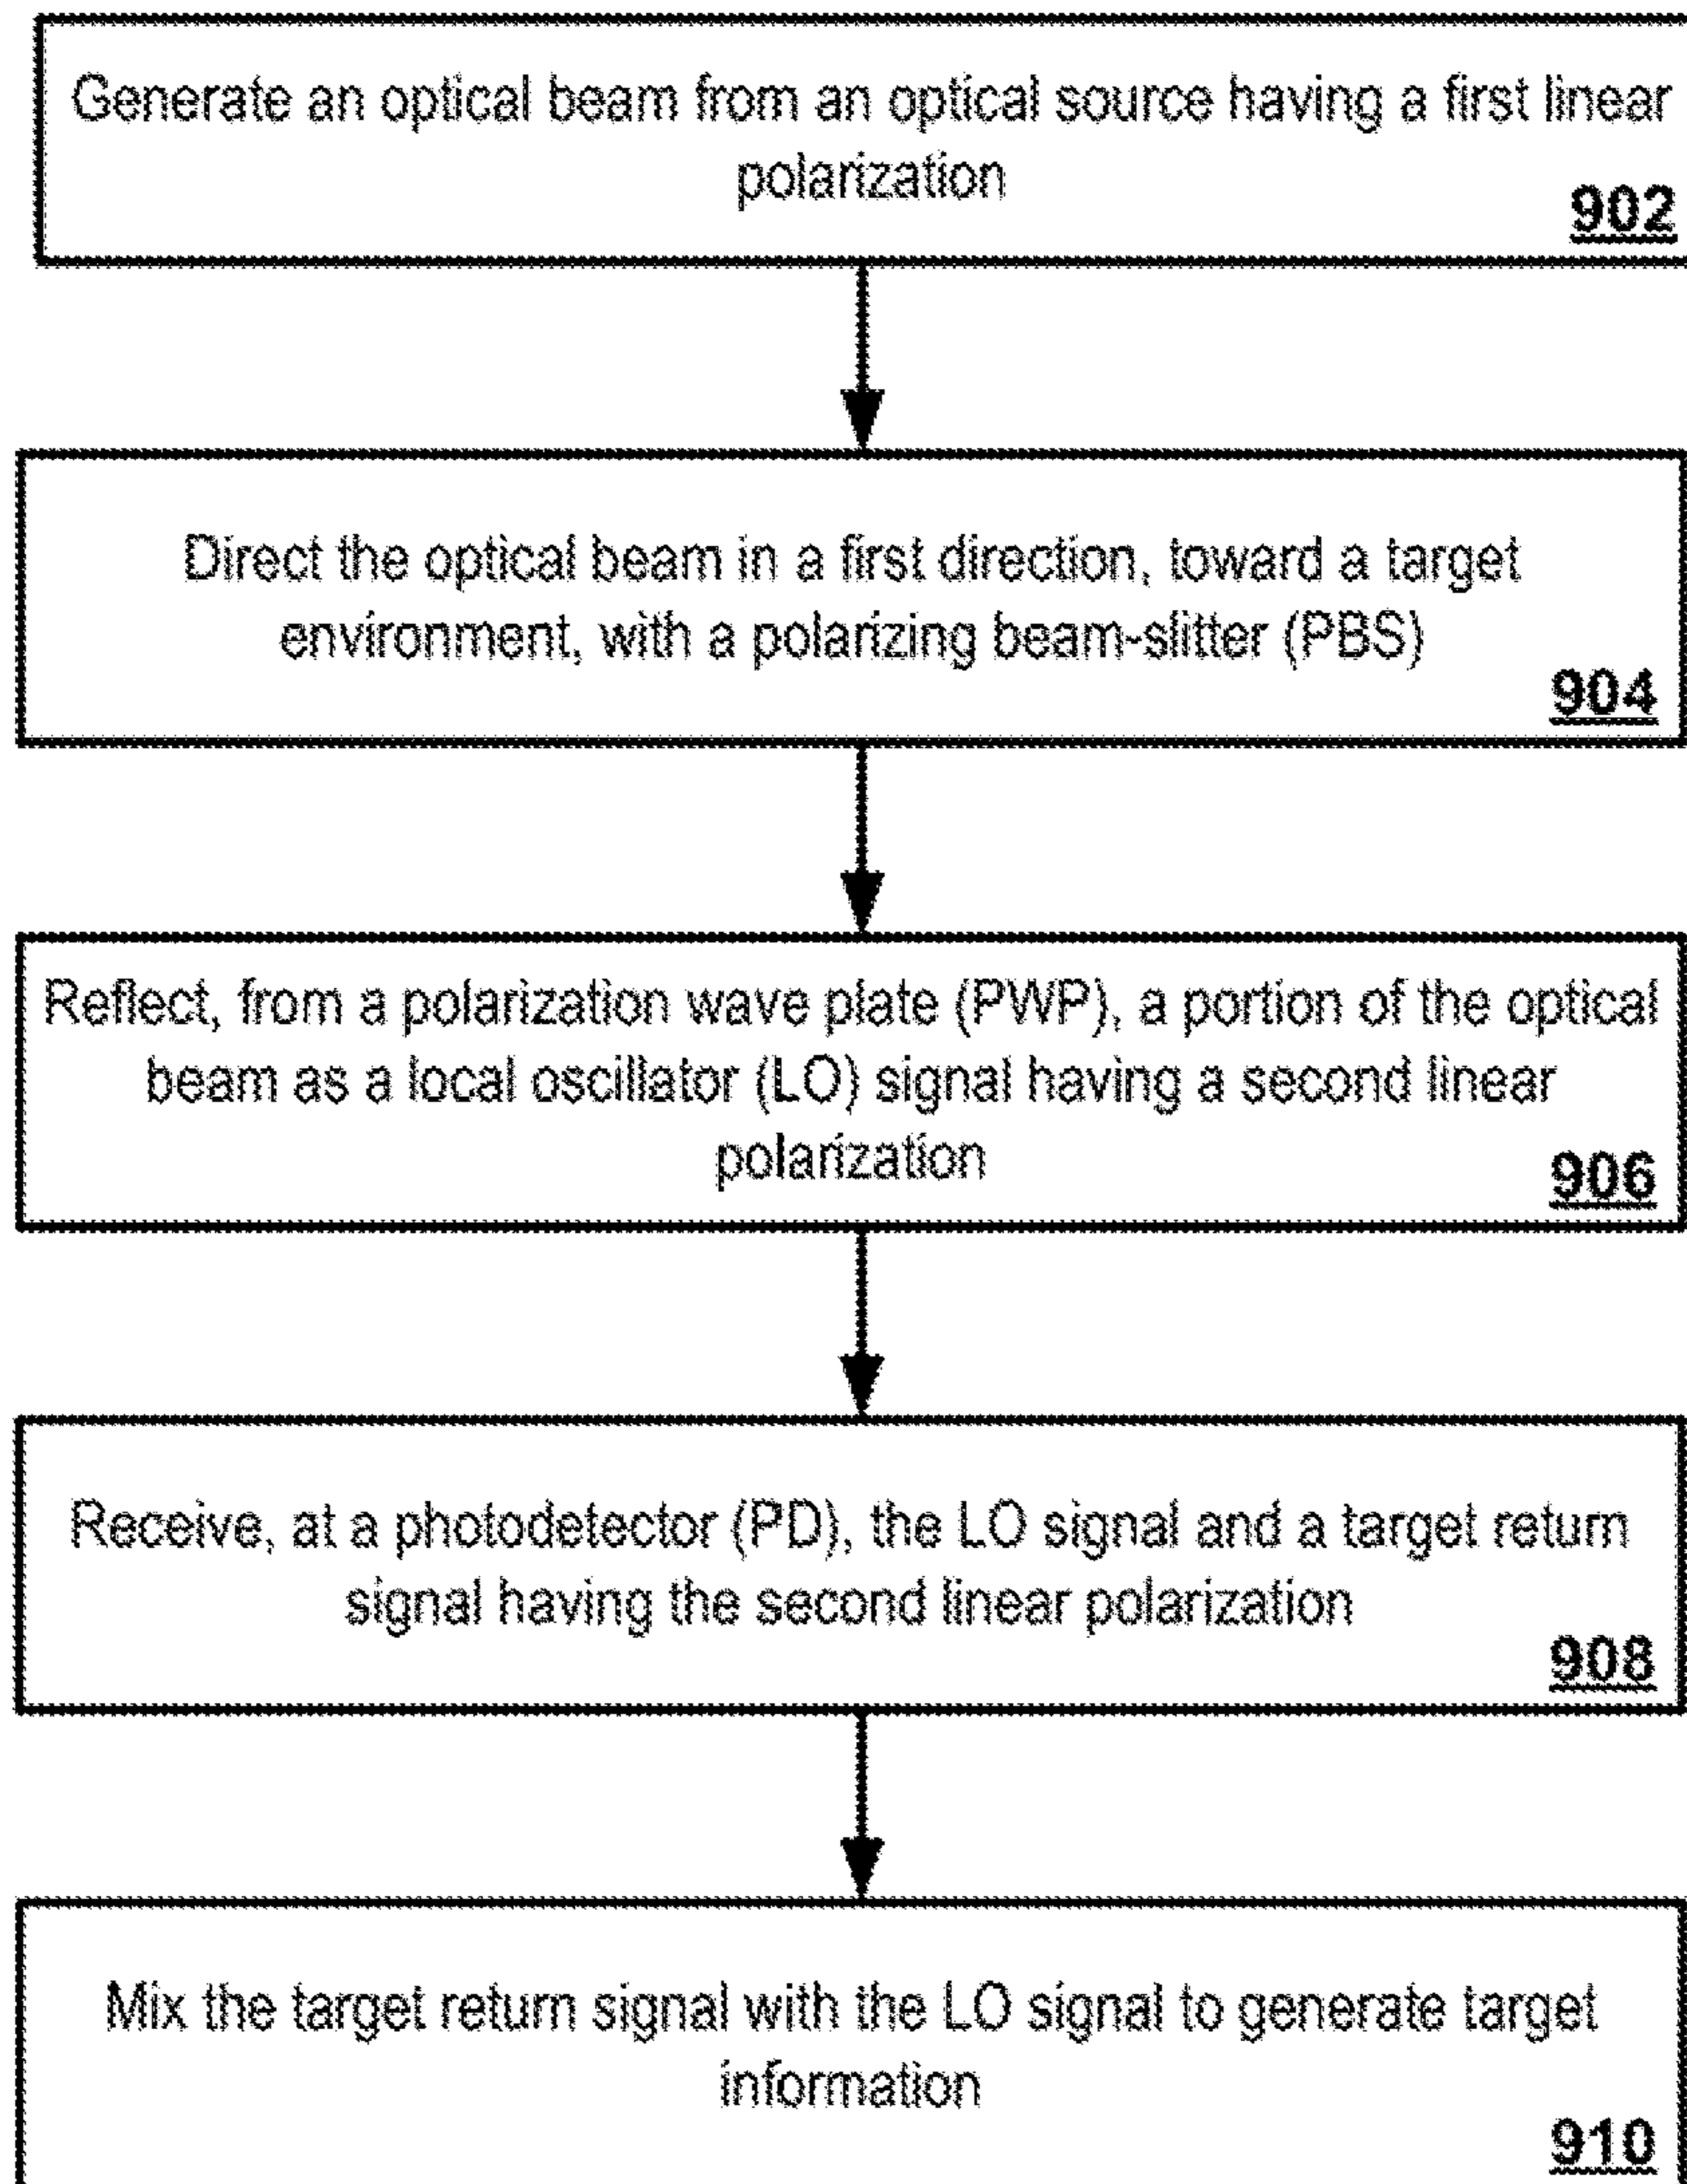 Generate an optical beam from an optical source having a first linear
polarization
902
Direct the optical beam in a first direction, toward a target
environment, with a polarizing beam-slitter (PBS)
904
Reflect, from a polarization wave plate (PWP), a portion of the optical
beam as a local oscillator (LO) signal having a second linear
polarization
906
Receive, at a photodetector (PD), the LO signal and a target return
signal having the second linear polarization
908
Mix the target return signal with the LO signal to generate target
information
910